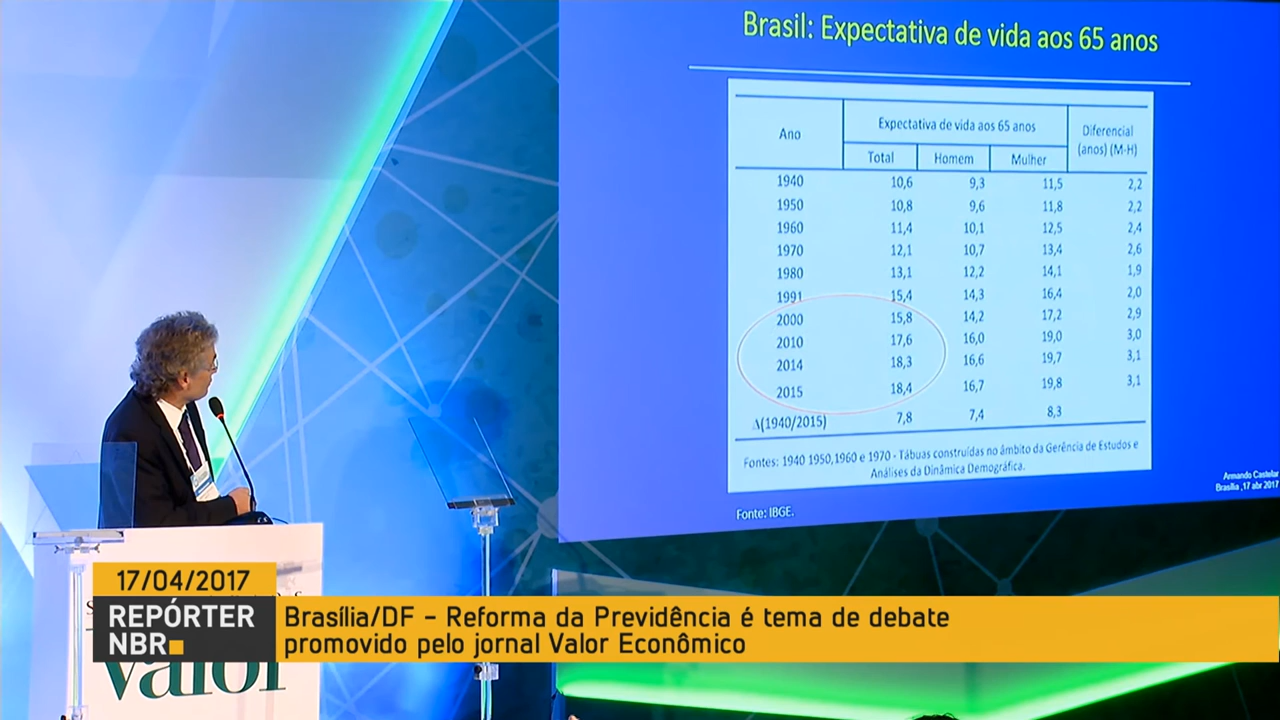 Brasil: Expectativa de vida aos 65 anos
Ano
Expectativa de vida aos 65 anos
Diferencial
(anos) (M-H)
Total Homem Mulher
1940 10,6 9,3 11,5 2,2
1950 10,8 9,6 11,8 2,2
1960 11,4 10,1 12,5 2,4
1970 12,1 10,7 13,4 2,6
1980 13,1 12,2 14,1 1,9
1991 15,4 14,3 16,4 2,0
2000 15,8 14,2 17,2 2,9
2010 17,6 16,0 19,0 3,0
2014 18,3 16,6 19,7 3,1
2015 18,4 16,7 19,8 3,1
Δ(1940/2015) 7,8 7,4 8,3
Fontes: 1940 1950,1960 e 1970 - Tábuas construídas no âmbito da Gerência de Estudos e
Análises da Dinâmica Demográfica.
Armando Castelar
Brasília ,17 abr 2017
Fonte: IBGE.
17/04/2017
REPÓRTER
NBR
Brasília/DF – Reforma da Previdência é tema de debate
promovido pelo jornal Valor Econômico
valor